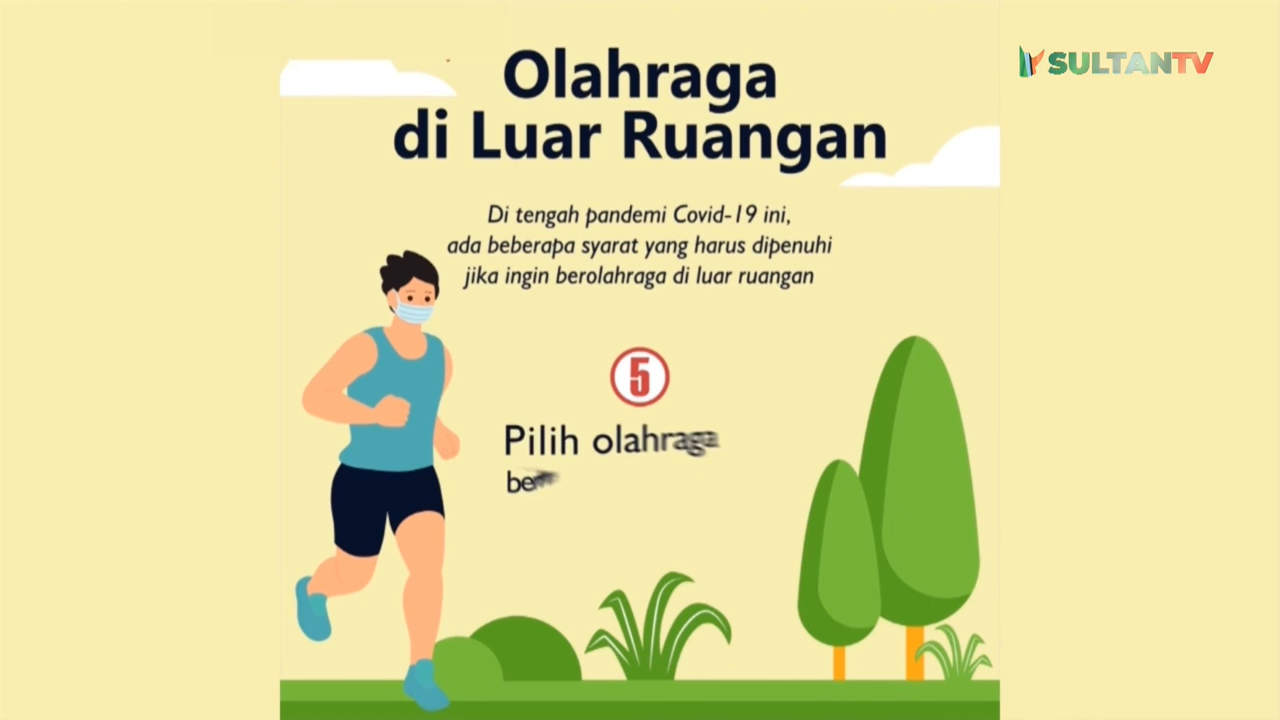 Olahraga
di Luar Ruangan
SULTANTV
Di tengah pandemi Covid-19 ini,
ada beberapa syarat yang harus dipenuhi
jika ingin berolahraga di luar ruangan
5
Pilih olahraga